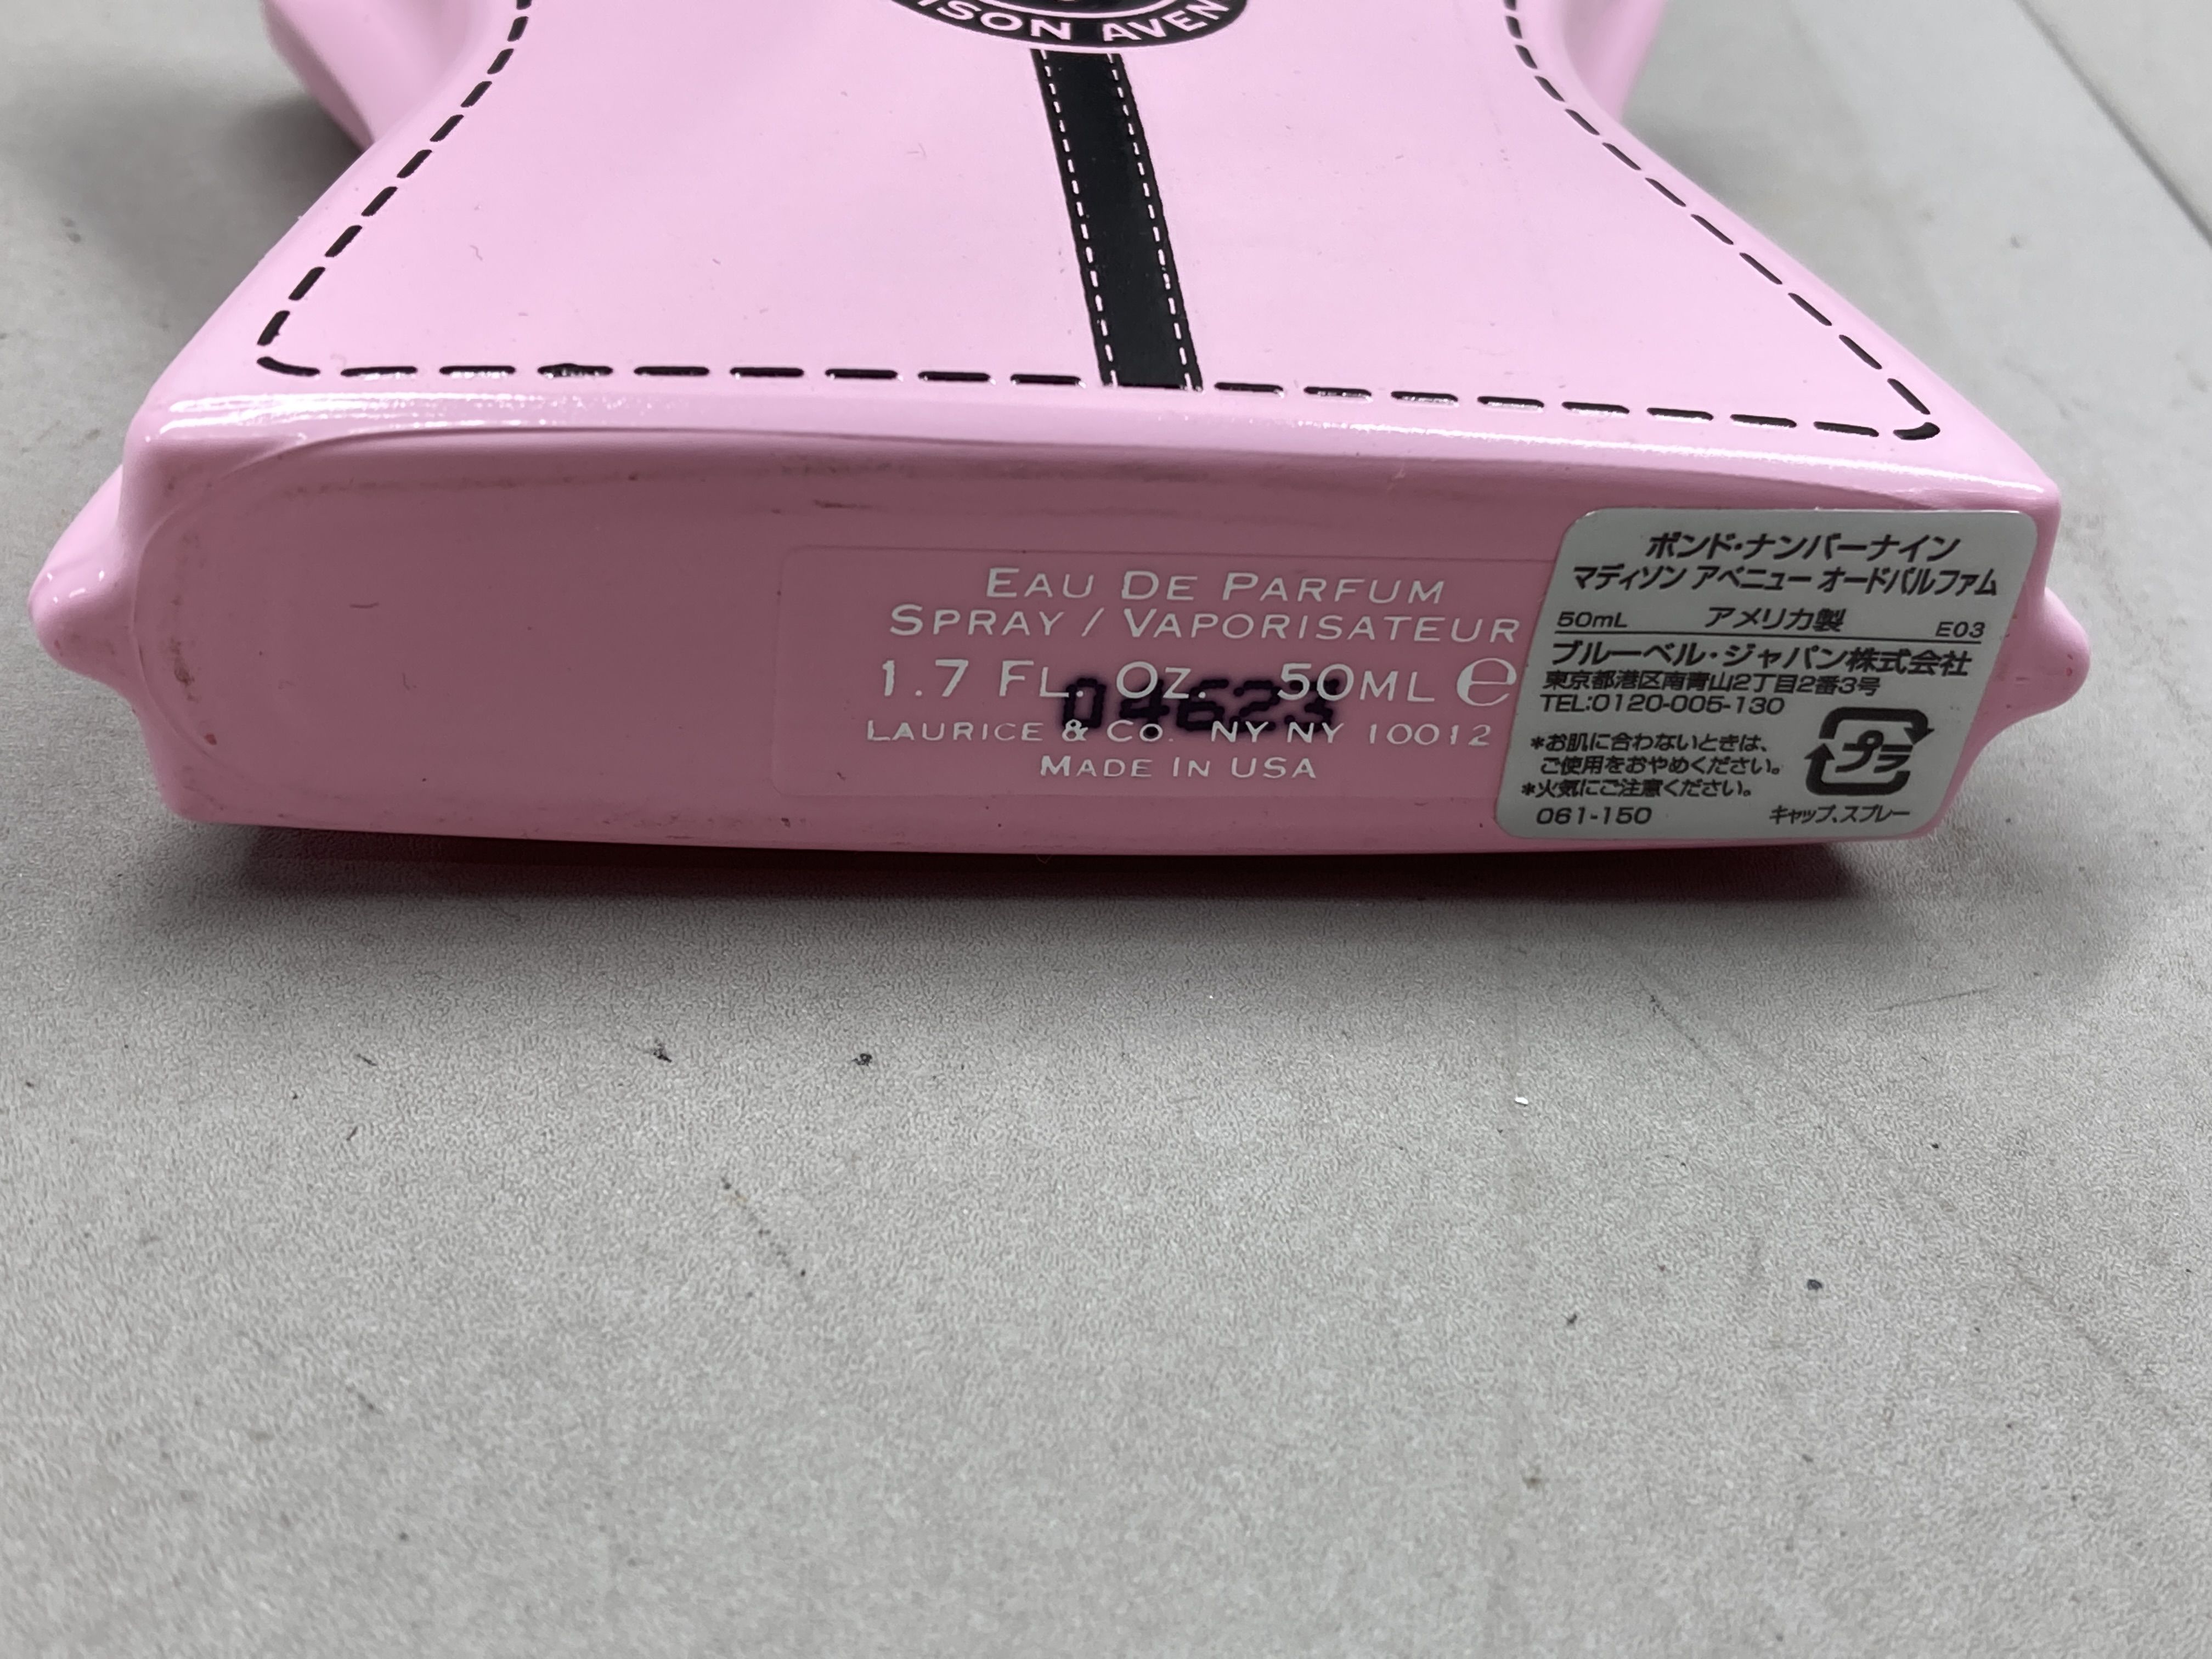 ISON AVEN
EAU DE PARFUM
SPRAY / VAPORISATEUR
1.7 FL. OZ. 50ML ℮
04623
LAURICE & CO. NY NY 10012
MADE IN USA
ボンド・ナンバーナイン
マディソン アベニュー オードパルファム
50mL アメリカ製 E03
ブルーベル・ジャパン株式会社
東京都港区南青山2丁目2番3号
TEL:0120-005-130
*お肌に合わないときは、
ご使用をおやめください。
*火気にご注意ください。
プラ
061-150 キャップ、スプレー